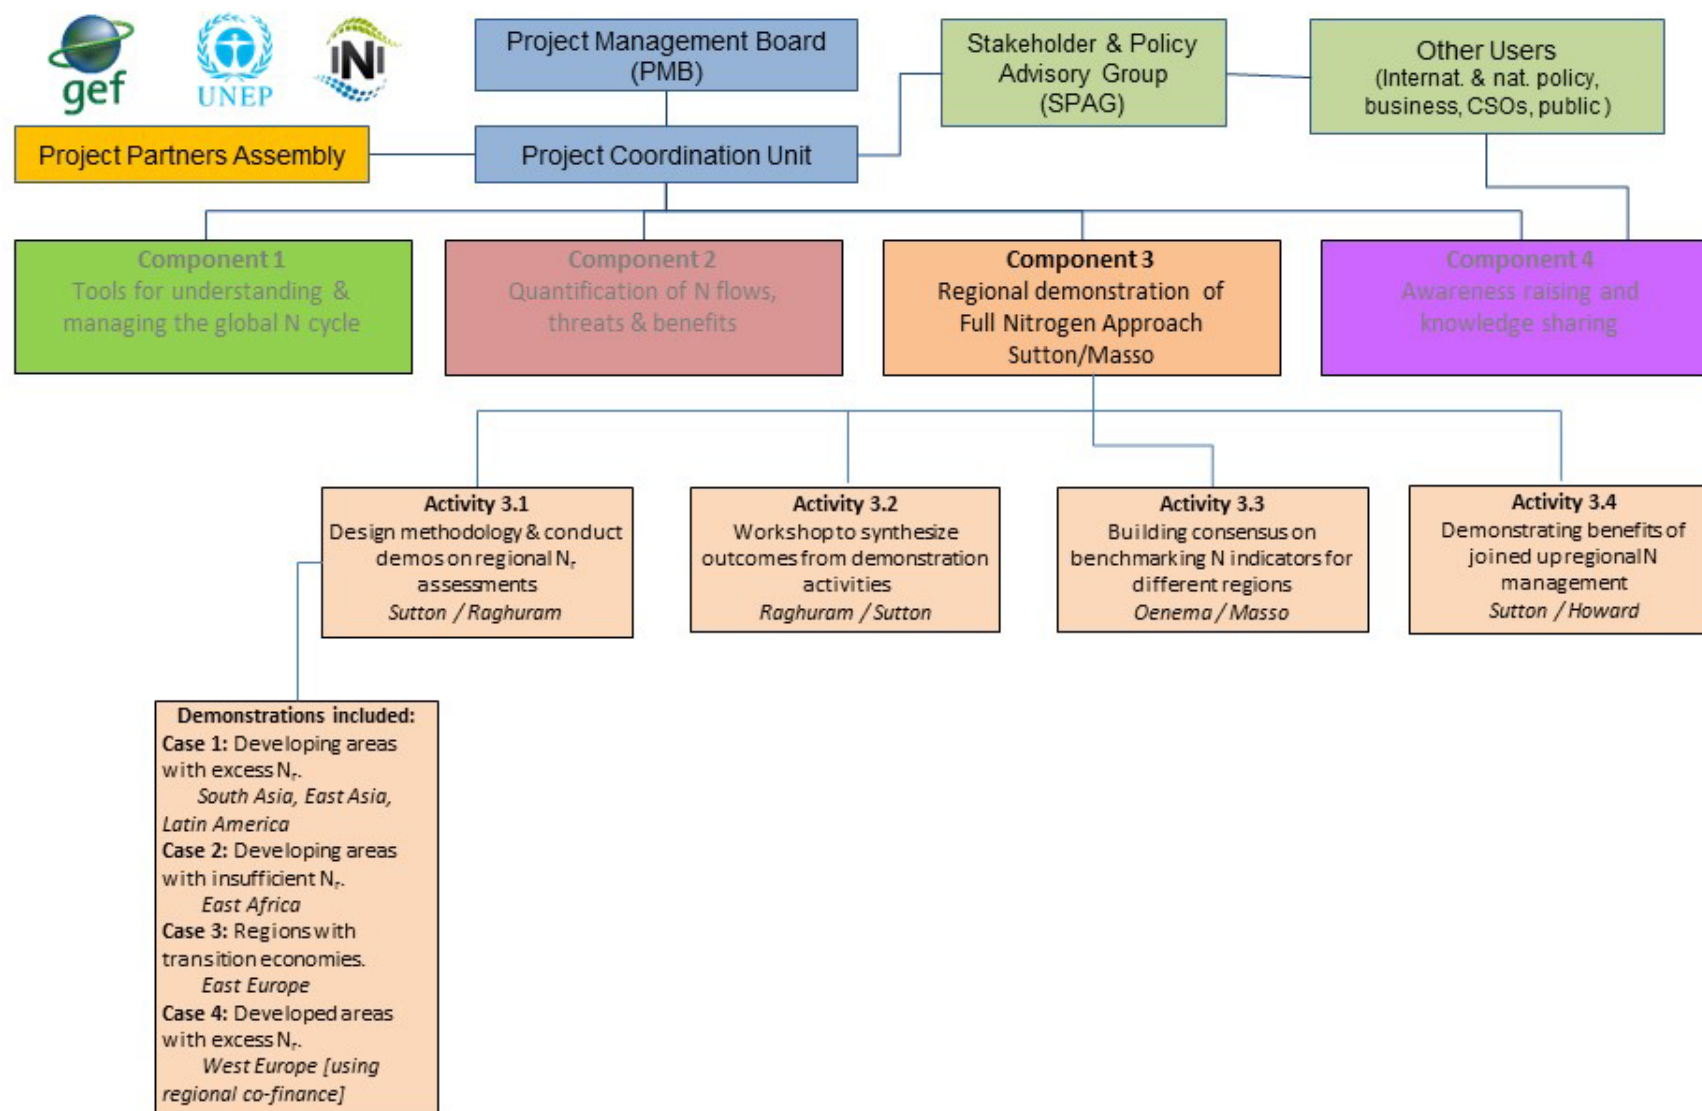 gef
UNEP
INI
Project Management Board
(PMB)
Stakeholder & Policy
Advisory Group
(SPAG)
Other Users
(Internat. & nat. policy,
business, CSOs, public )
Project Partners Assembly
Project Coordination Unit
Component 1
Tools for understanding &
managing the global N cycle
Component 2
Quantification of N flows,
threats & benefits
Component 3
Regional demonstration of
Full Nitrogen Approach
Sutton/Masso
Component 4
Awareness raising and
knowledge sharing
Activity 3.1
Design methodology & conduct
demos on regional Nr
assessments
Sutton / Raghuram
Activity 3.2
Workshop to synthesize
outcomes from demonstration
activities
Raghuram / Sutton
Activity 3.3
Building consensus on
benchmarking N indicators for
different regions
Oenema / Masso
Activity 3.4
Demonstrating benefits of
joined up regional N
management
Sutton / Howard
Demonstrations included:
Case 1: Developing areas
with excess Nr.
South Asia, East Asia,
Latin America
Case 2: Developing areas
with insufficient Nr.
East Africa
Case 3: Regions with
transition economies.
East Europe
Case 4: Developed areas
with excess Nr.
West Europe [using
regional co-finance]